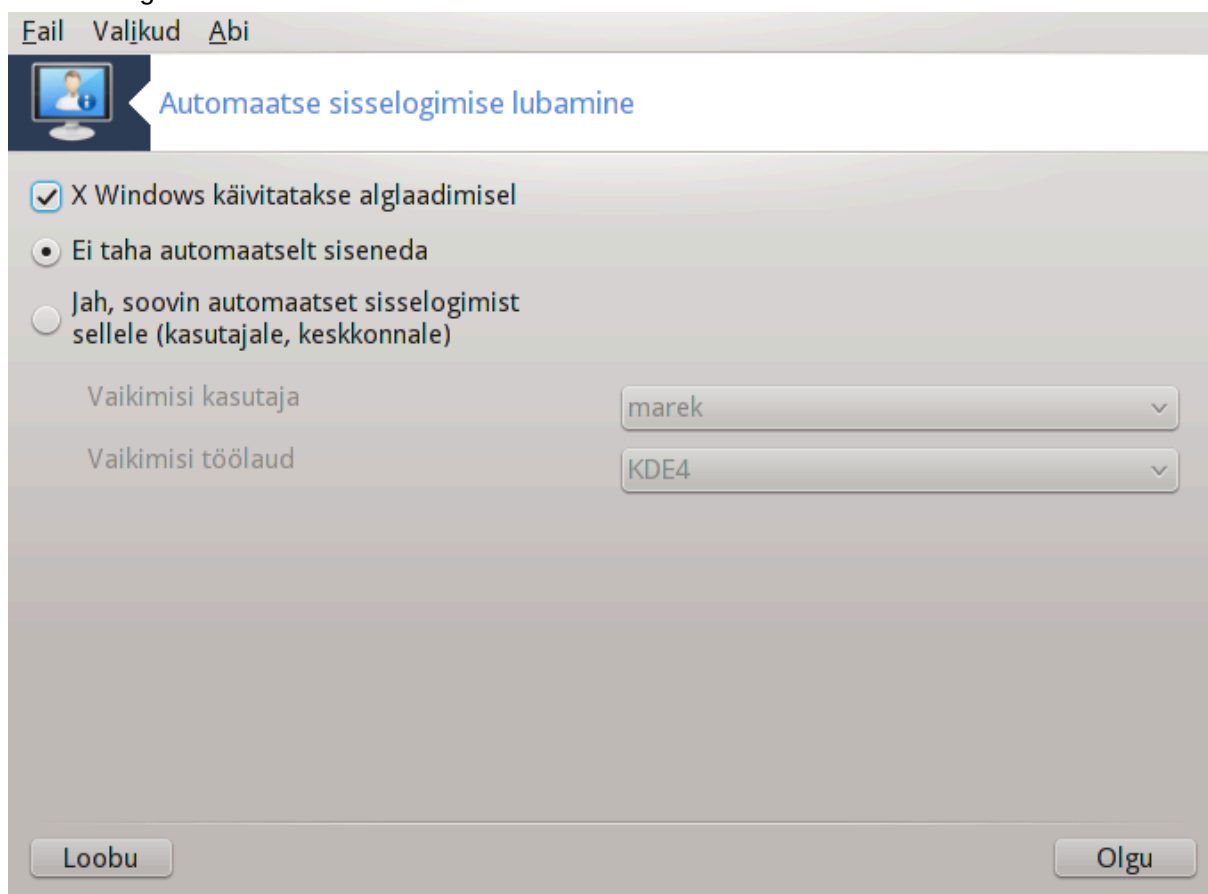 Fail Valikud Abi
Automaatse sisselogimise lubamine
X Windows käivitatakse alglaadimisel
Ei taha automaatselt siseneda
Jah, soovin automaatset sisselogimist
sellele (kasutajale, keskkonnale)
Vaikimisi kasutaja marek
Vaikimisi töölaud KDE4
Loobu Olgu